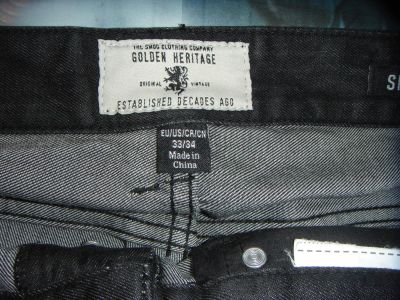 THE SMOG CLOTHING COMPANY
GOLDEN HERITAGE
ORIGINAL VINTAGE
ESTABLISHED DECADES AGO
EU/US/CR/CN
33/34
Made in
China